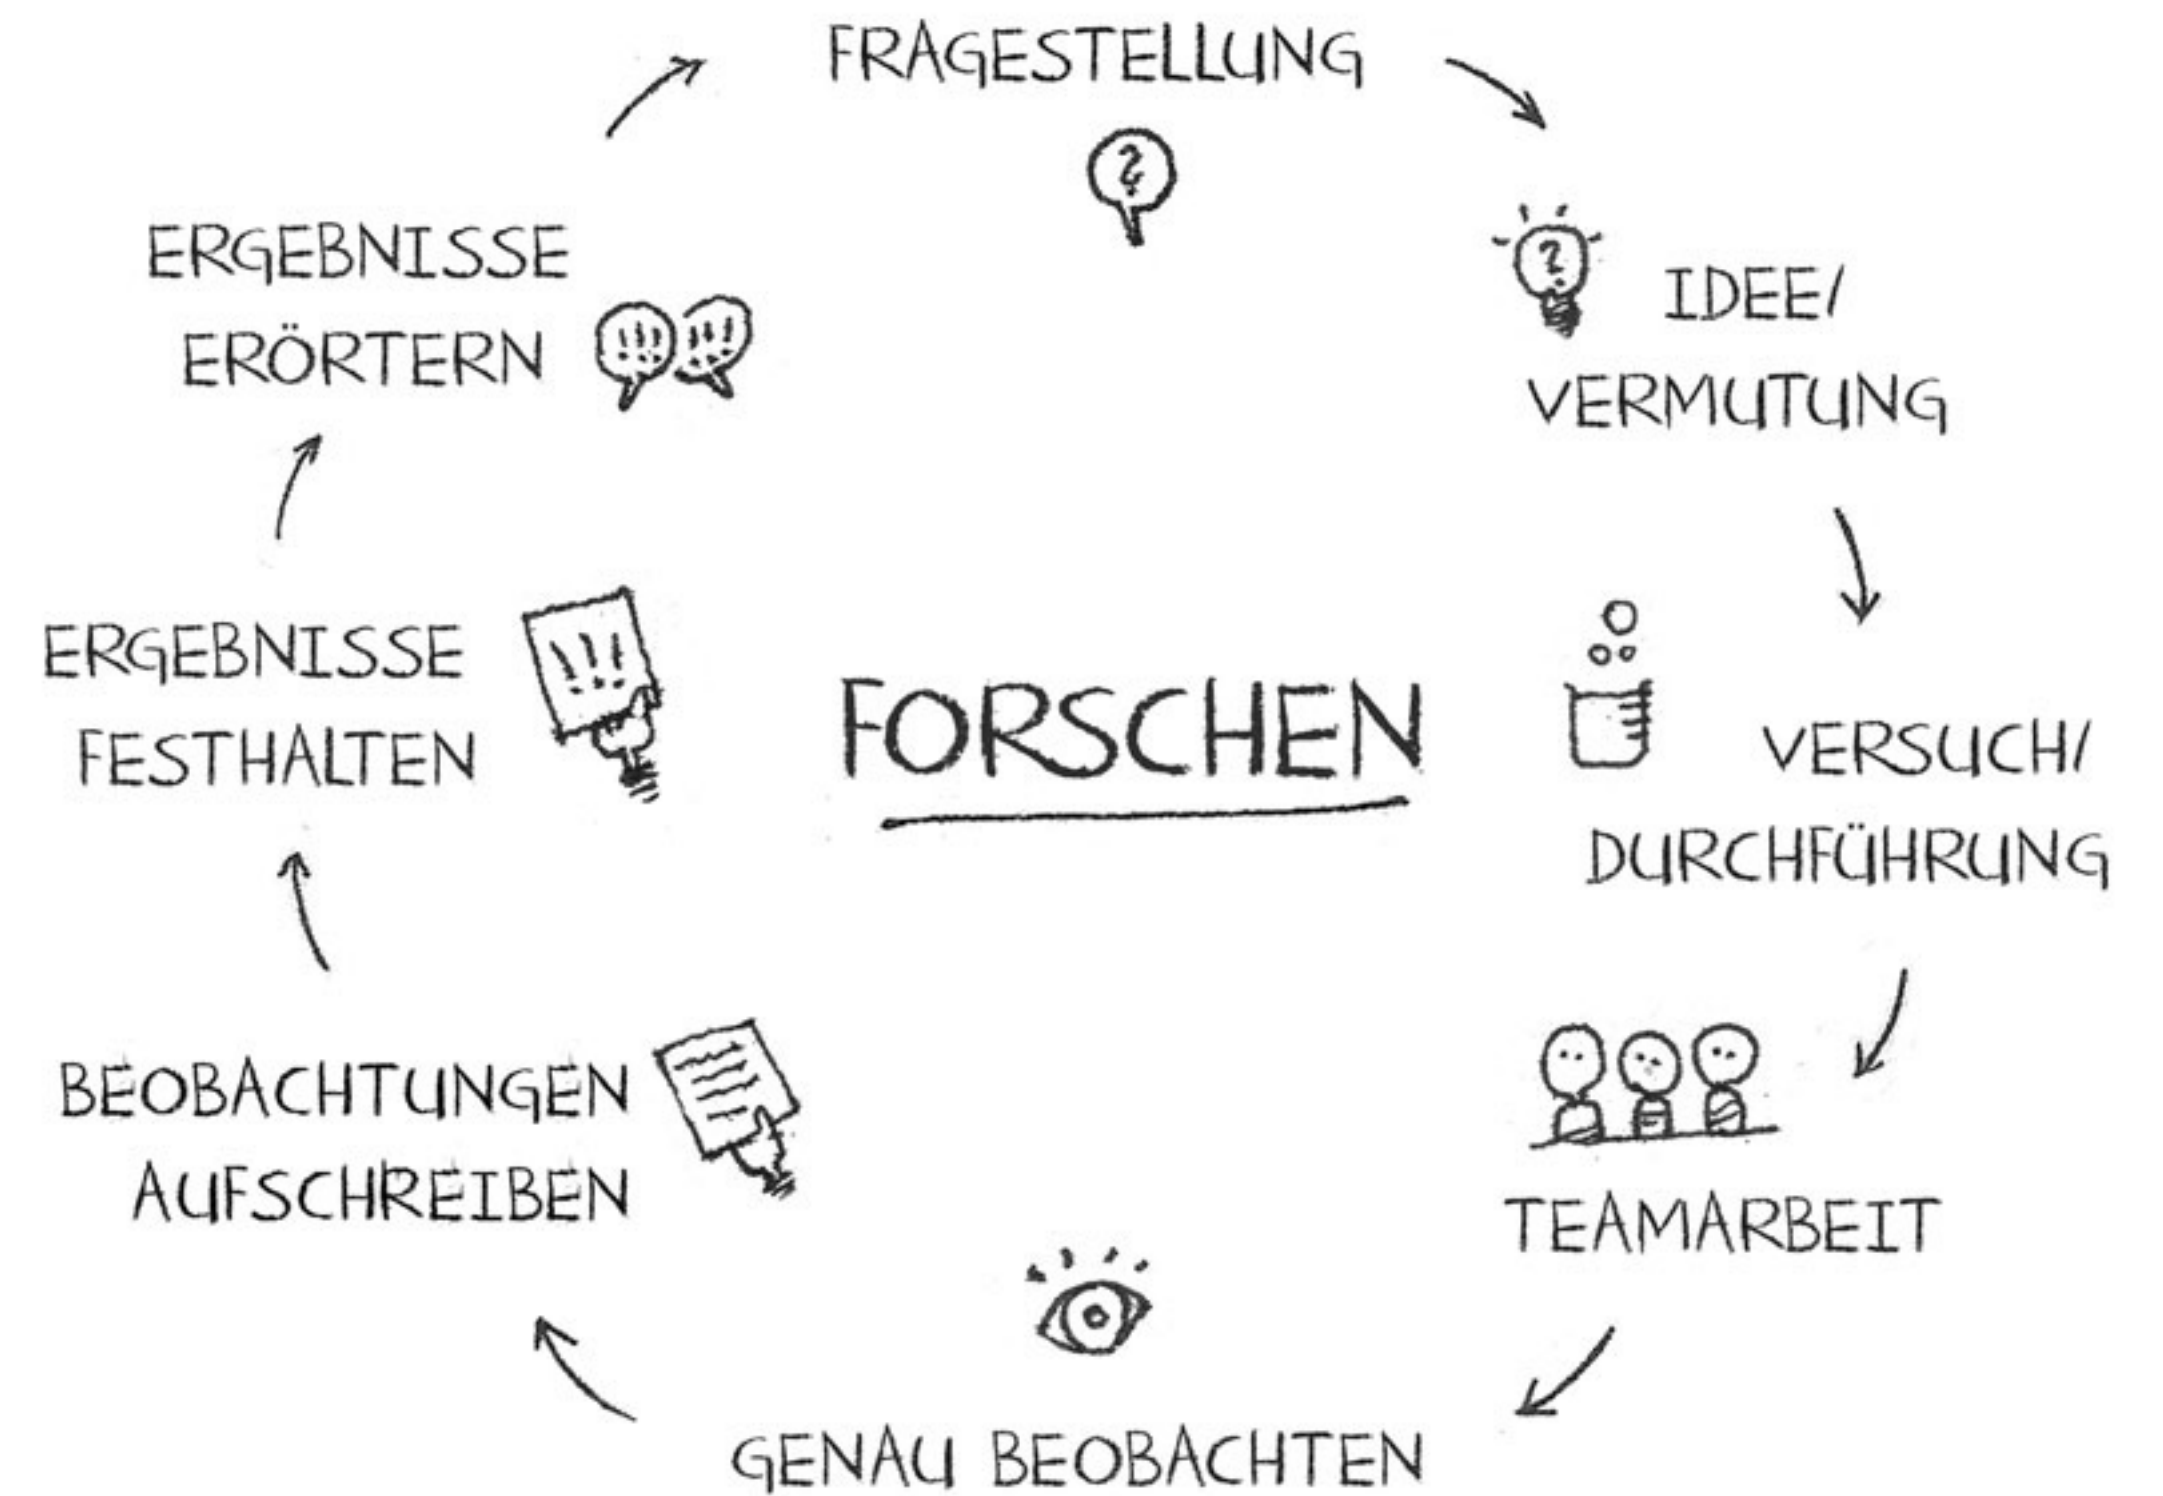 FRAGESTELLUNG
IDEE/
VERMUTUNG
VERSUCH/
DURCHFÜHRUNG
TEAMARBEIT
GENAU BEOBACHTEN
BEOBACHTUNGEN
AUFSCHREIBEN
ERGEBNISSE
FESTHALTEN
ERGEBNISSE
ERÖRTERN
FORSCHEN